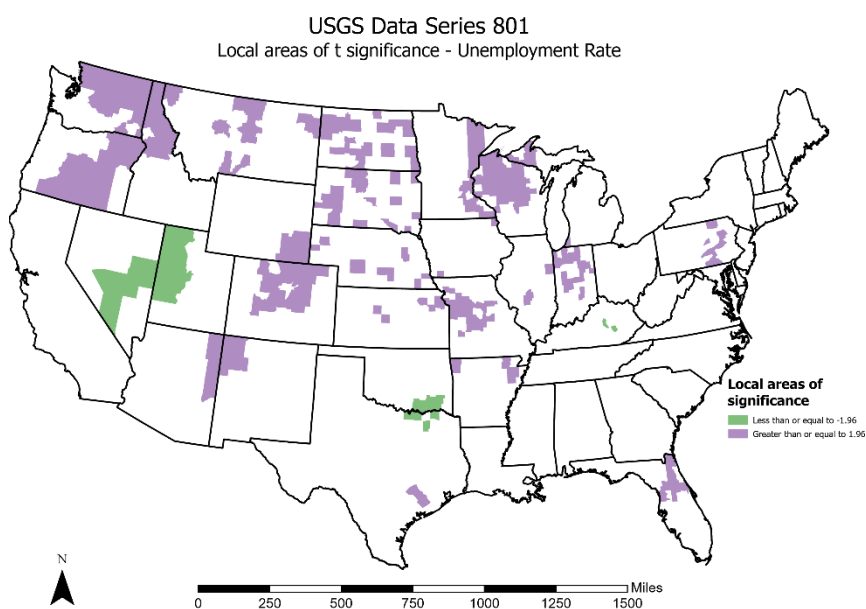 USGS Data Series 801
Local areas of t significance - Unemployment Rate
Local areas of
significance
Less than or equal to -1.96
Greater than or equal to 1.96
N
Miles
0 250 500 750 1000 1250 1500